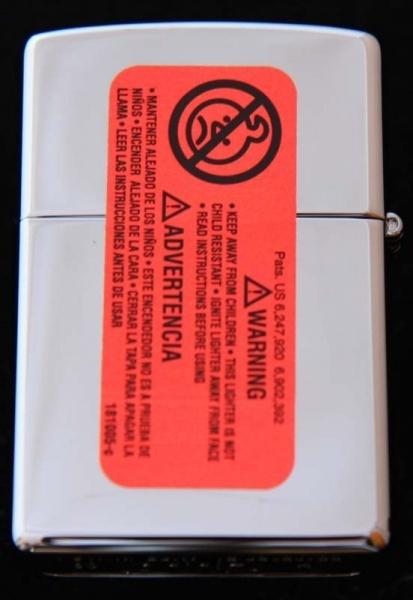 Pats. US 6,247,920 6,902,392
⚠WARNING
• KEEP AWAY FROM CHILDREN • THIS LIGHTER IS NOT
CHILD RESISTANT • IGNITE LIGHTER AWAY FROM FACE
• READ INSTRUCTIONS BEFORE USING
⚠ADVERTENCIA
• MANTENER ALEJADO DE LOS NIÑOS • ESTE ENCENDEDOR NO ES A PRUEBA DE
NIÑOS • ENCENDER ALEJADO DE LA CARA • CERRAR LA TAPA PARA APAGAR LA
LLAMA • LEER LAS INSTRUCCIONES ANTES DE USAR
181005-c